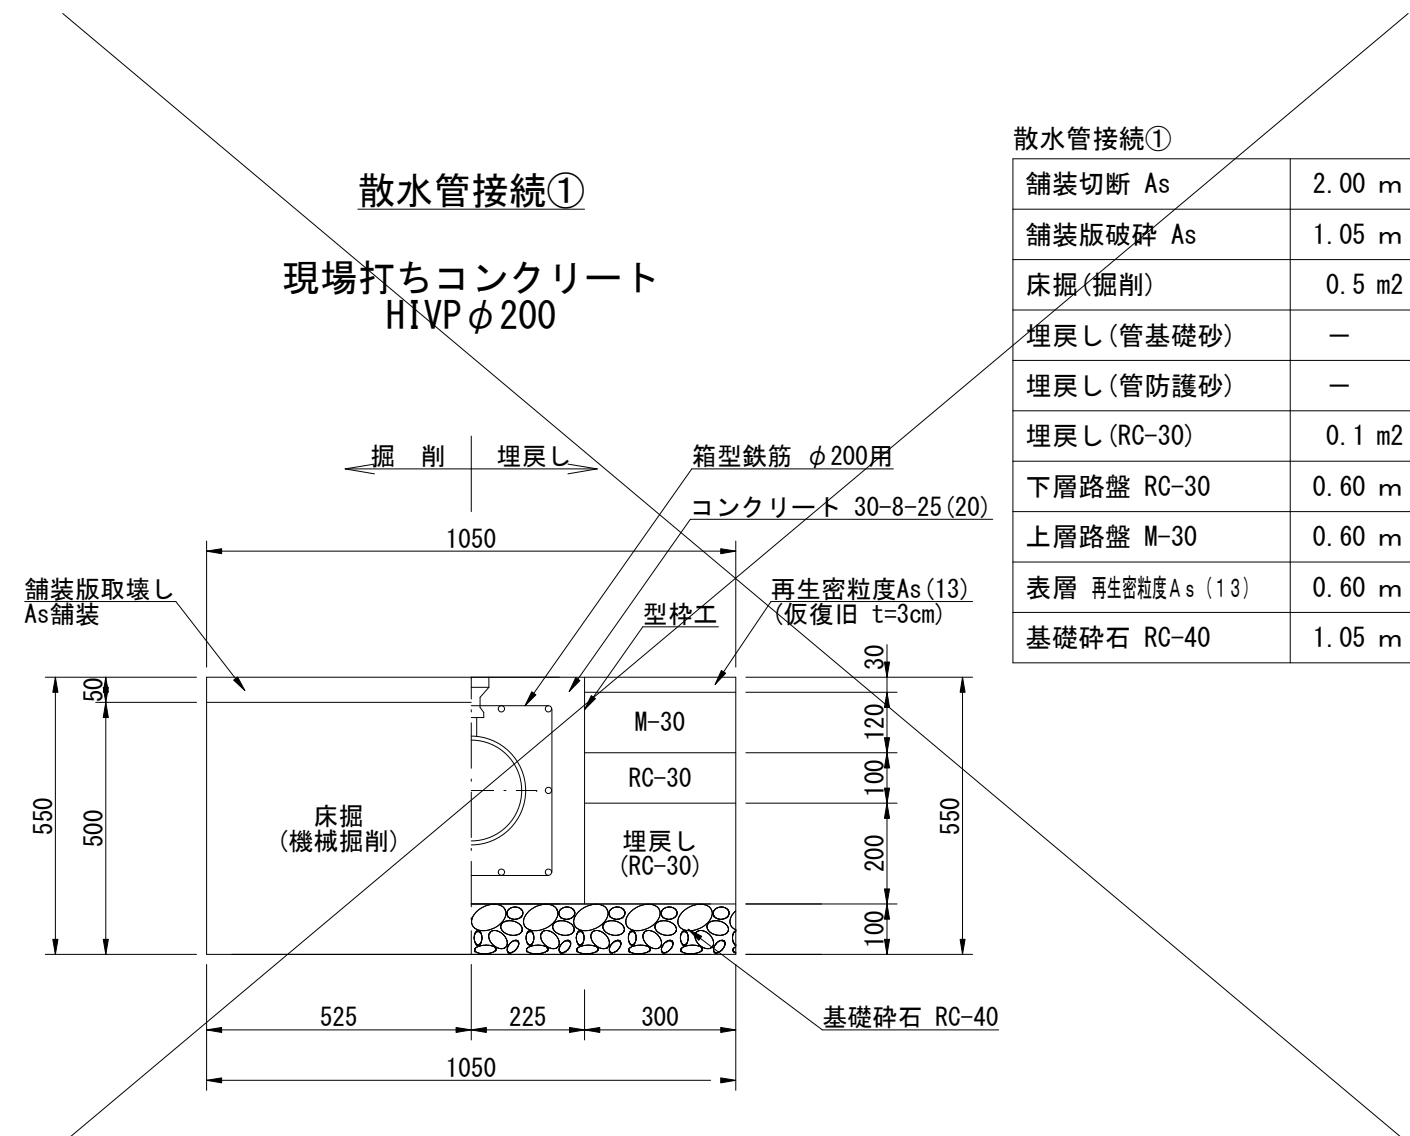 散水管接続①
現場打ちコンクリート
HIVPφ200
散水管接続①
舗装切断 As 2.00 m
舗装版破砕 As 1.05 m
床掘(掘削) 0.5 m2
埋戻し(管基礎砂) －
埋戻し(管防護砂) －
埋戻し(RC-30) 0.1 m2
下層路盤 RC-30 0.60 m
上層路盤 M-30 0.60 m
表層 再生密粒度As（13） 0.60 m
基礎砕石 RC-40 1.05 m
掘 削 埋戻し
箱型鉄筋 φ200用
コンクリート 30-8-25(20)
1050
舗装版取壊し
As舗装
型枠工
再生密粒度As(13)
(仮復旧 t=3cm)
50
500
550
床掘
(機械掘削)
M-30
RC-30
埋戻し
(RC-30)
30
120
100
200
100
550
基礎砕石 RC-40
525 225 300
1050